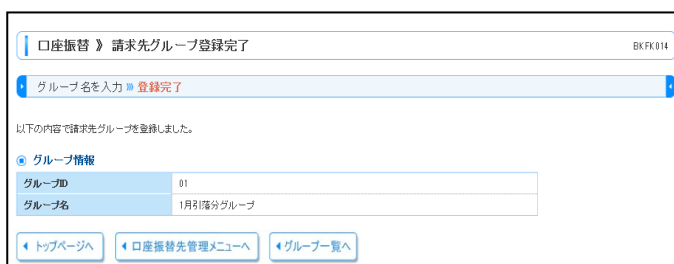 口座振替 》 請求先グループ登録完了 BKFK014
グループ名を入力 »» 登録完了
以下の内容で請求先グループを登録しました。
グループ情報
グループID 01
グループ名 1月引落分グループ
トップページへ 口座振替先管理メニューへ グループ一覧へ